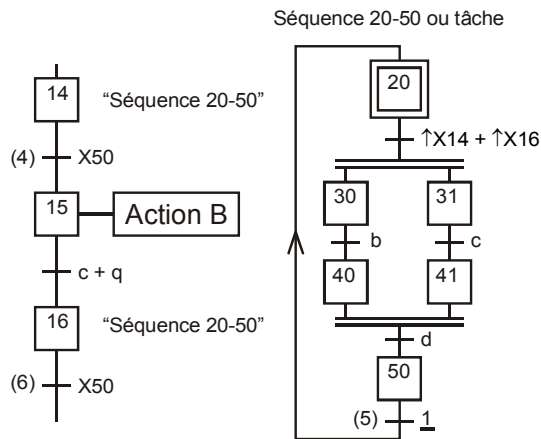 Séquence 20-50 ou tâche
14
"Séquence 20-50"
(4) X50
15
Action B
c + q
16
"Séquence 20-50"
(6) X50
20
↑X14 + ↑X16
30
31
b
c
40
41
d
50
(5) 1